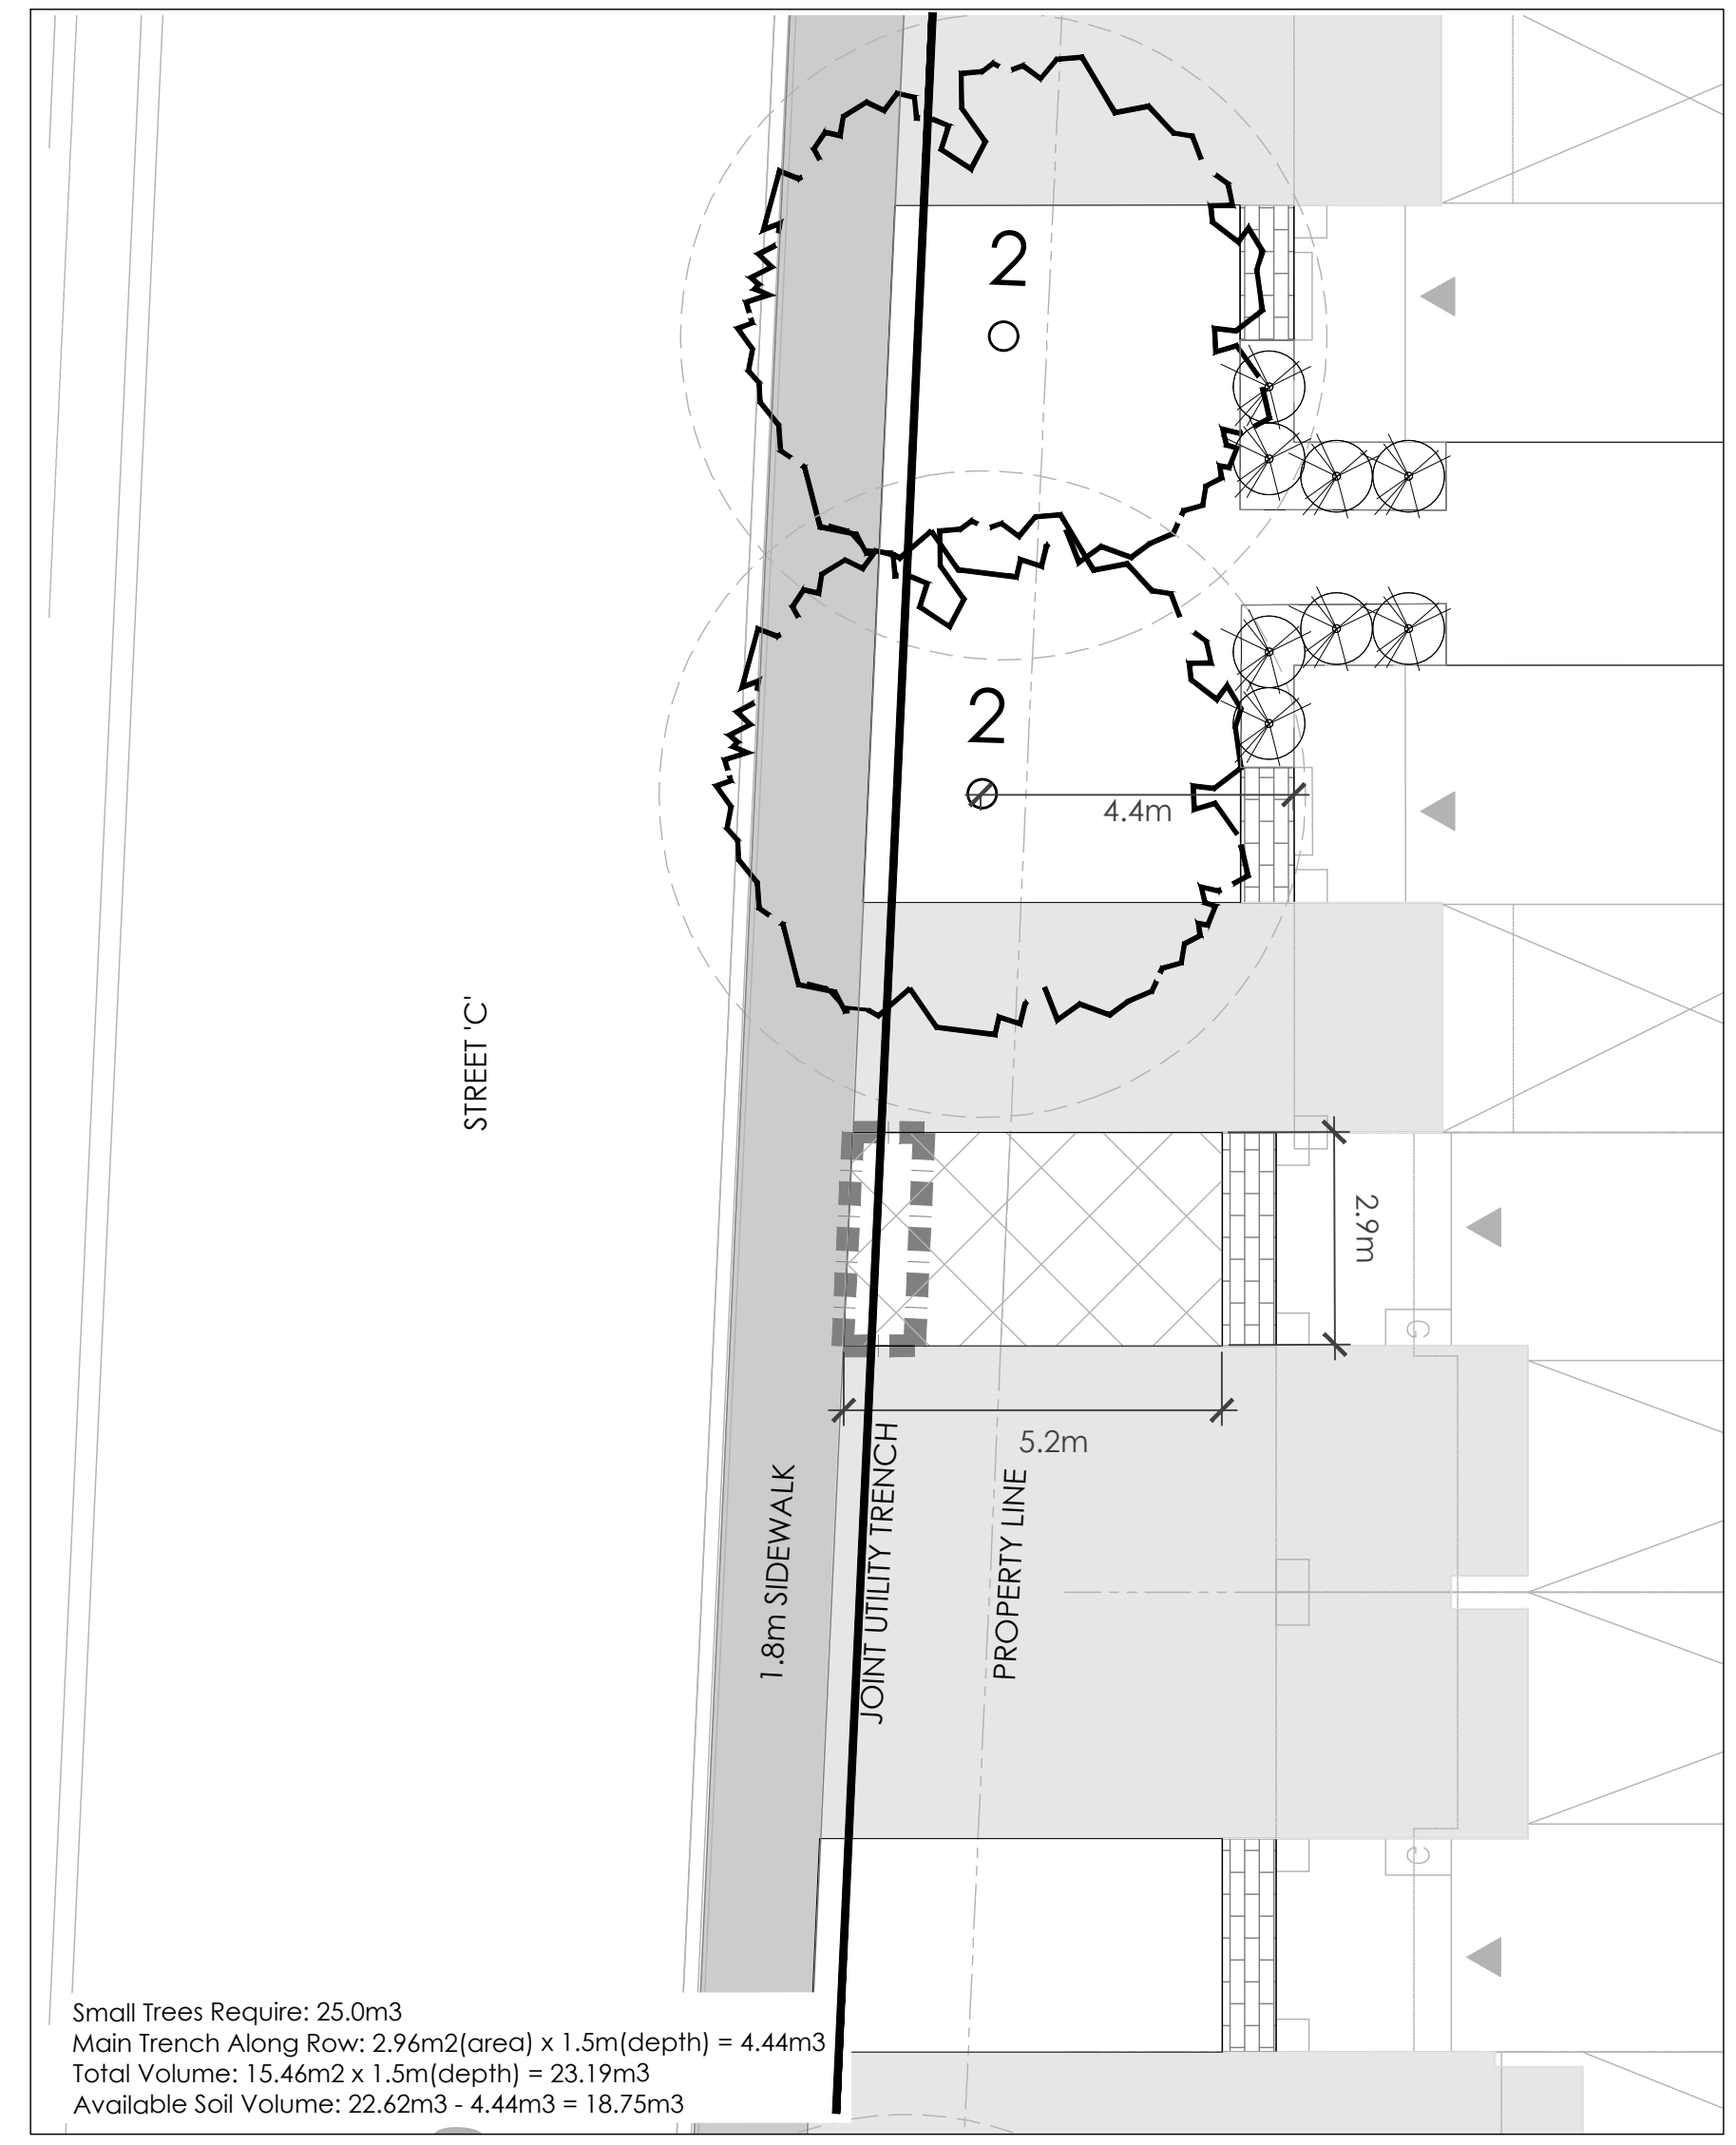 2
2
4.4m
STREET 'C'
2.9m
G
5.2m
1.8m SIDEWALK
JOINT UTILITY TRENCH
PROPERTY LINE
G
Small Trees Require: 25.0m3
Main Trench Along Row: 2.96m2(area) x 1.5m(depth) = 4.44m3
Total Volume: 15.46m2 x 1.5m(depth) = 23.19m3
Available Soil Volume: 22.62m3 - 4.44m3 = 18.75m3